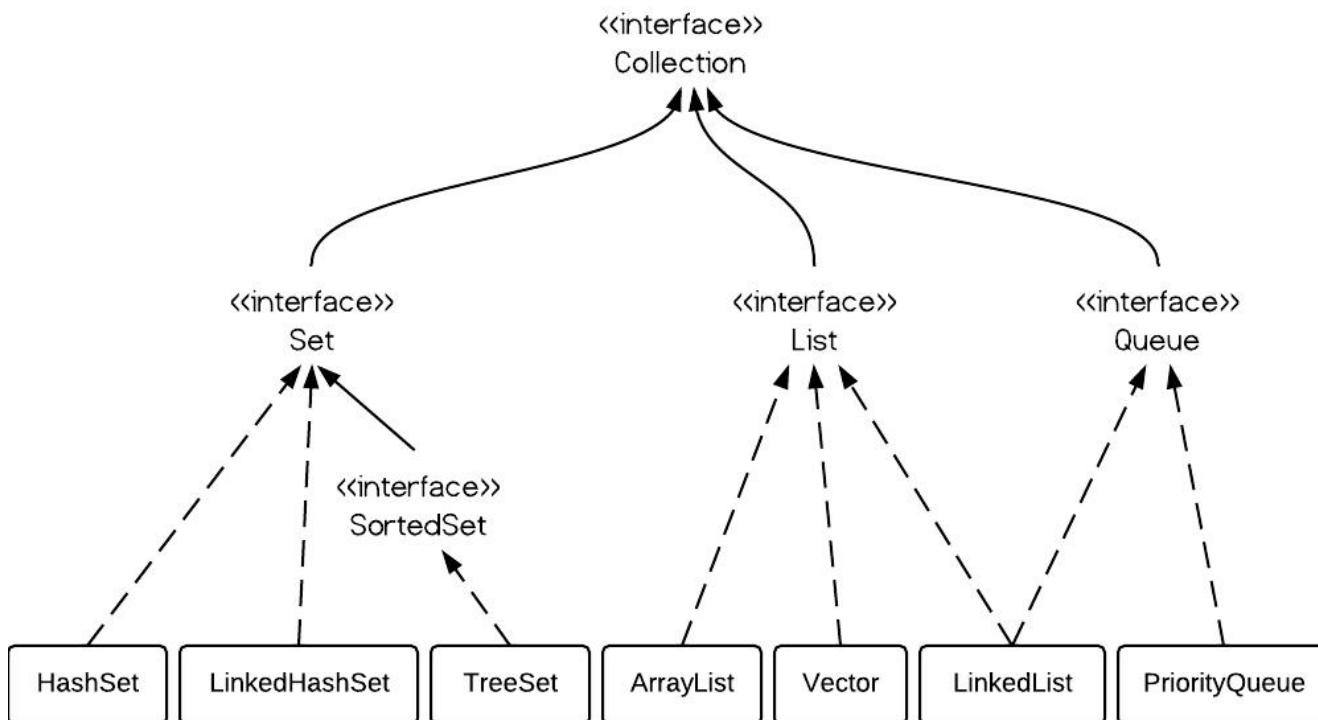 <<interface>>
Collection
<<interface>>
Set
<<interface>>
List
<<interface>>
Queue
<<interface>>
SortedSet
HashSet
LinkedHashSet
TreeSet
ArrayList
Vector
LinkedList
PriorityQueue